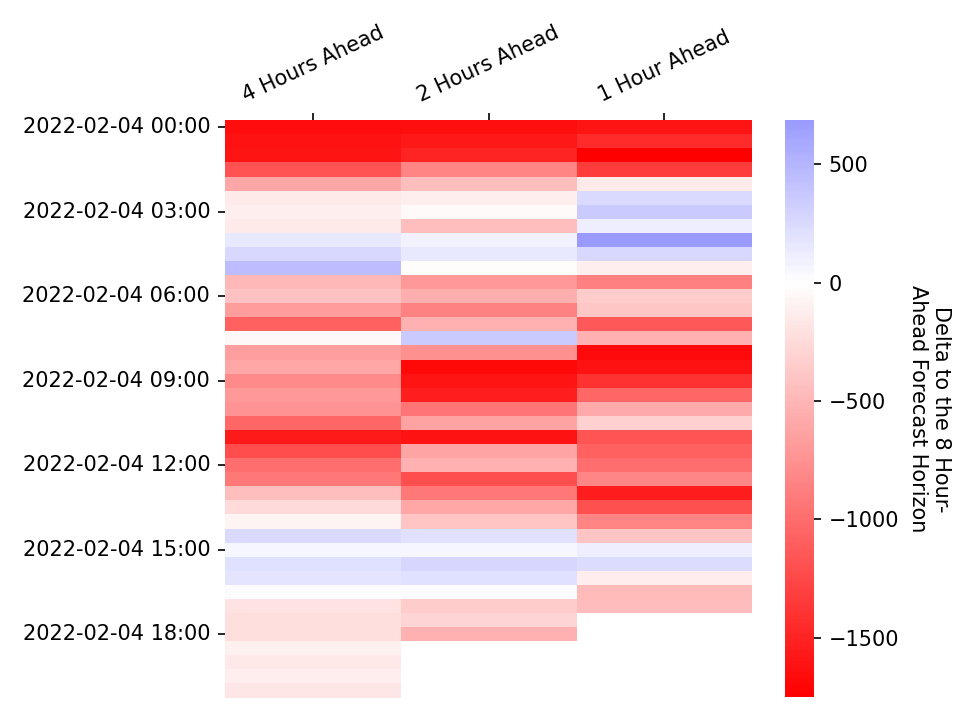 4 Hours Ahead
2 Hours Ahead
1 Hour Ahead
2022-02-04 00:00
2022-02-04 03:00
2022-02-04 06:00
2022-02-04 09:00
2022-02-04 12:00
2022-02-04 15:00
2022-02-04 18:00
500
0
−500
−1000
−1500
Delta to the 8 Hour-
Ahead Forecast Horizon